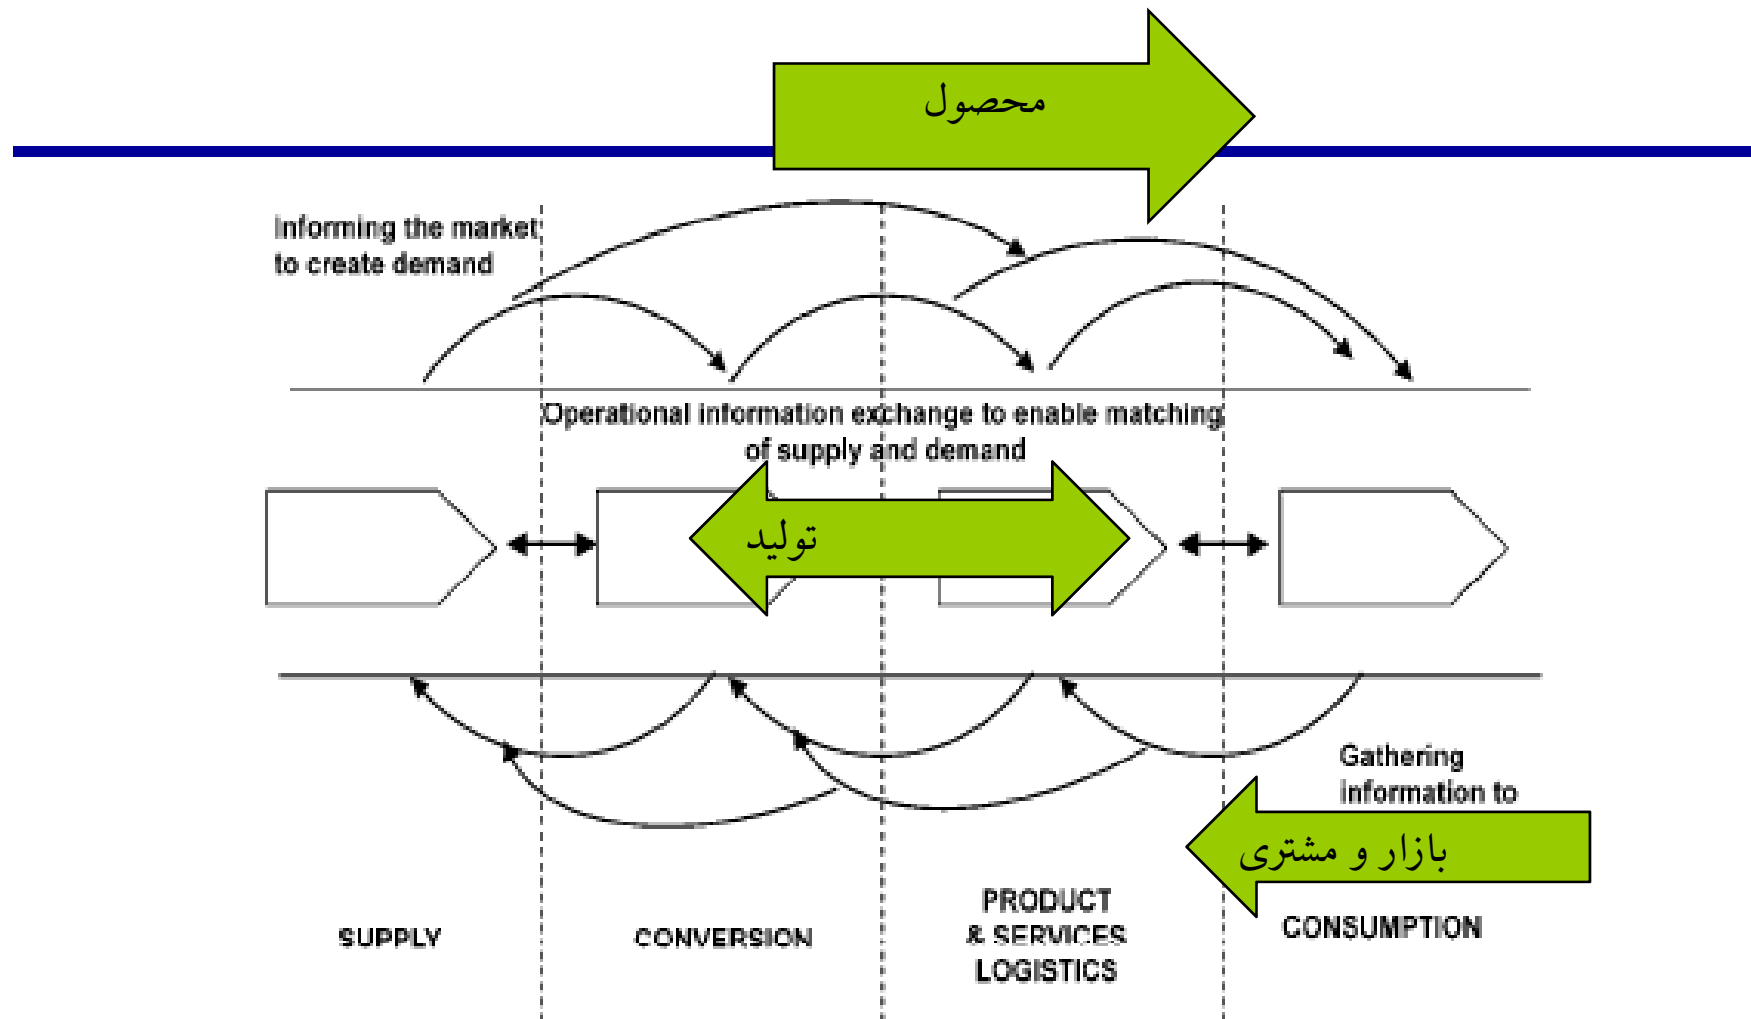 محصول
Informing the market
to create demand
Operational information exchange to enable matching
of supply and demand
تولید
Gathering
information to
بازار و مشتری
SUPPLY
CONVERSION
PRODUCT
& SERVICES
LOGISTICS
CONSUMPTION